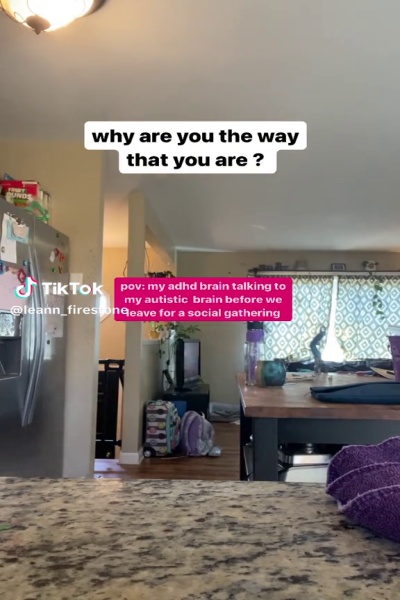 why are you the way
that you are ?
pov: my adhd brain talking to
my autistic brain before we
leave for a social gathering
TikTok
@leann_firestone